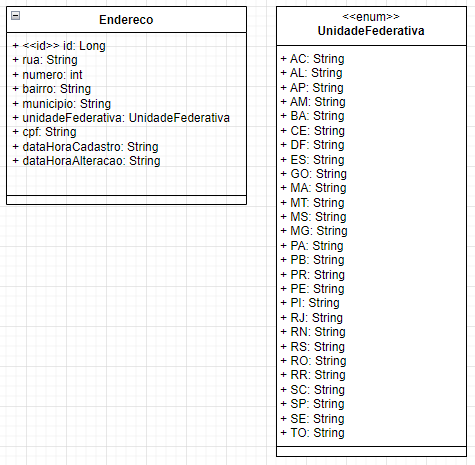 Endereco
+ <<id>> id: Long
+ rua: String
+ numero: int
+ bairro: String
+ municipio: String
+ unidadeFederativa: UnidadeFederativa
+ cpf: String
+ dataHoraCadastro: String
+ dataHoraAlteracao: String
<<enum>>
UnidadeFederativa
+ AC: String
+ AL: String
+ AP: String
+ AM: String
+ BA: String
+ CE: String
+ DF: String
+ ES: String
+ GO: String
+ MA: String
+ MT: String
+ MS: String
+ MG: String
+ PA: String
+ PB: String
+ PR: String
+ PE: String
+ PI: String
+ RJ: String
+ RN: String
+ RS: String
+ RO: String
+ RR: String
+ SC: String
+ SP: String
+ SE: String
+ TO: String